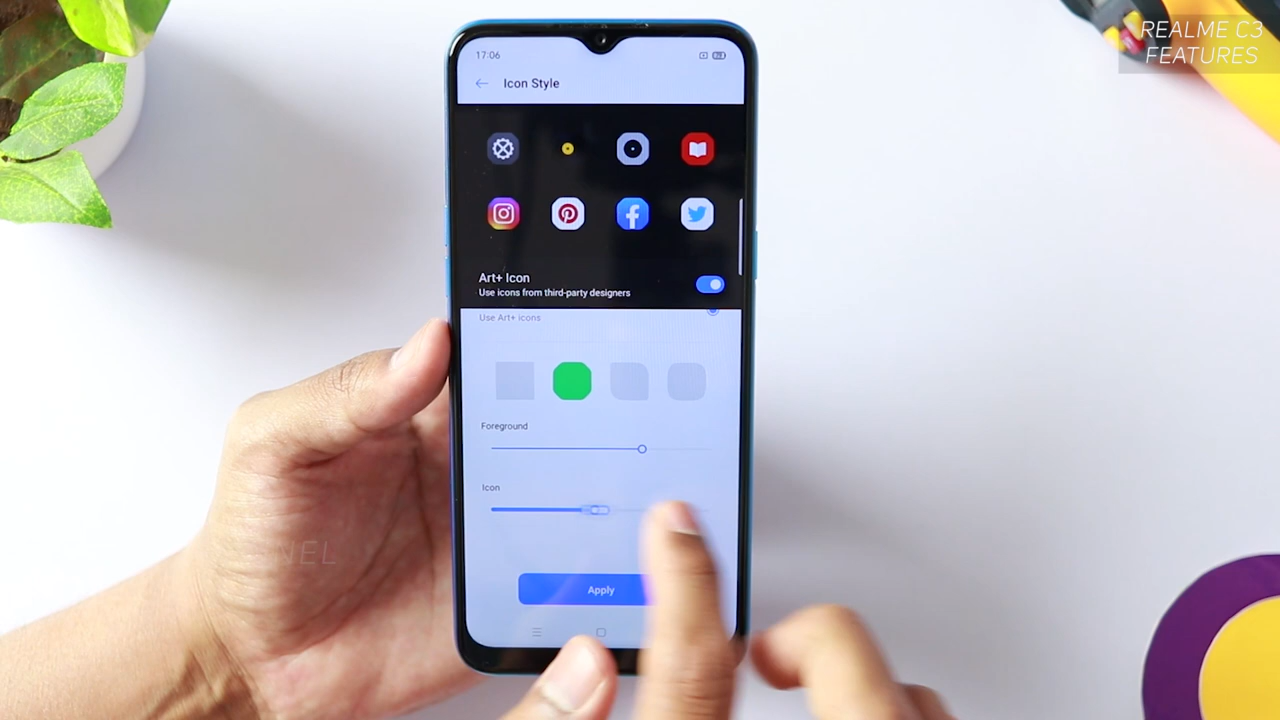 REALME C3
FEATURES
17:06
Icon Style
Art+ Icon
Use icons from third-party designers
Use Art+ icons
Foreground
Icon
Apply
NEL